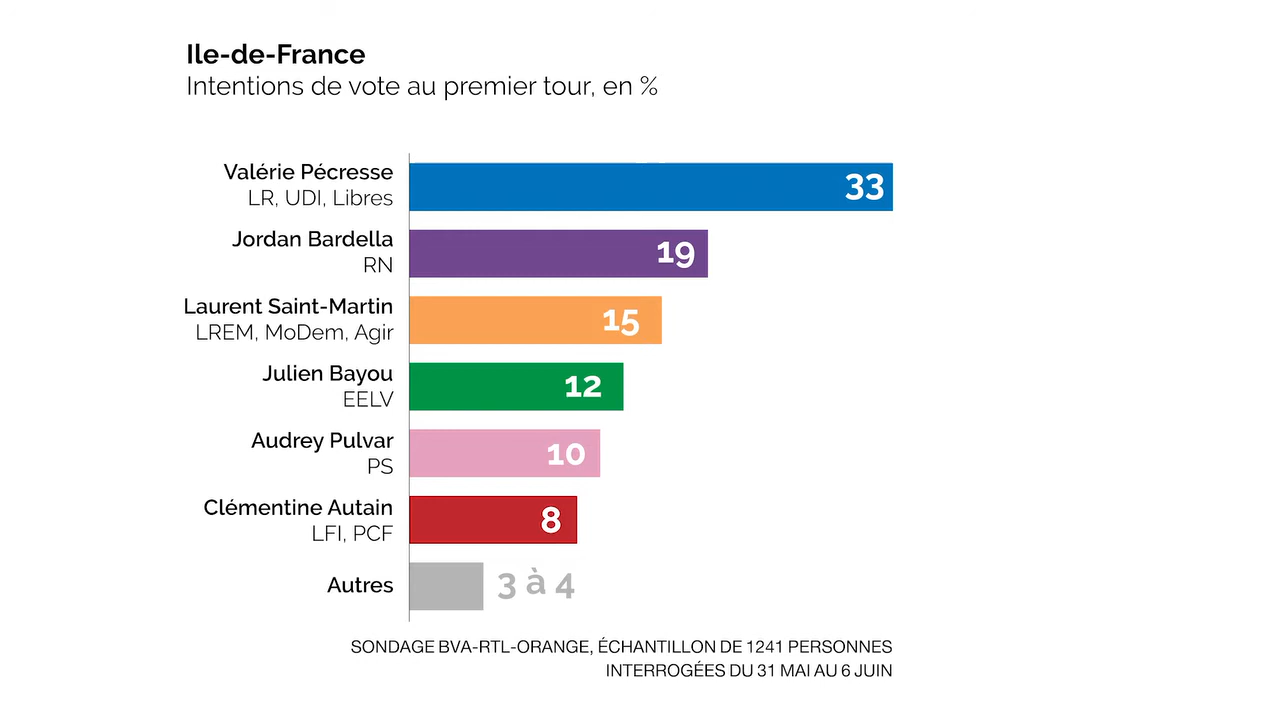 Ile-de-France
Intentions de vote au premier tour, en %
Valérie Pécresse
LR, UDI, Libres
33
Jordan Bardella
RN
19
Laurent Saint-Martin
LREM, MoDem, Agir
15
Julien Bayou
EELV
12
Audrey Pulvar
PS
10
Clémentine Autain
LFI, PCF
8
Autres
3 à 4
SONDAGE BVA-RTL-ORANGE, ÉCHANTILLON DE 1241 PERSONNES
INTERROGÉES DU 31 MAI AU 6 JUIN